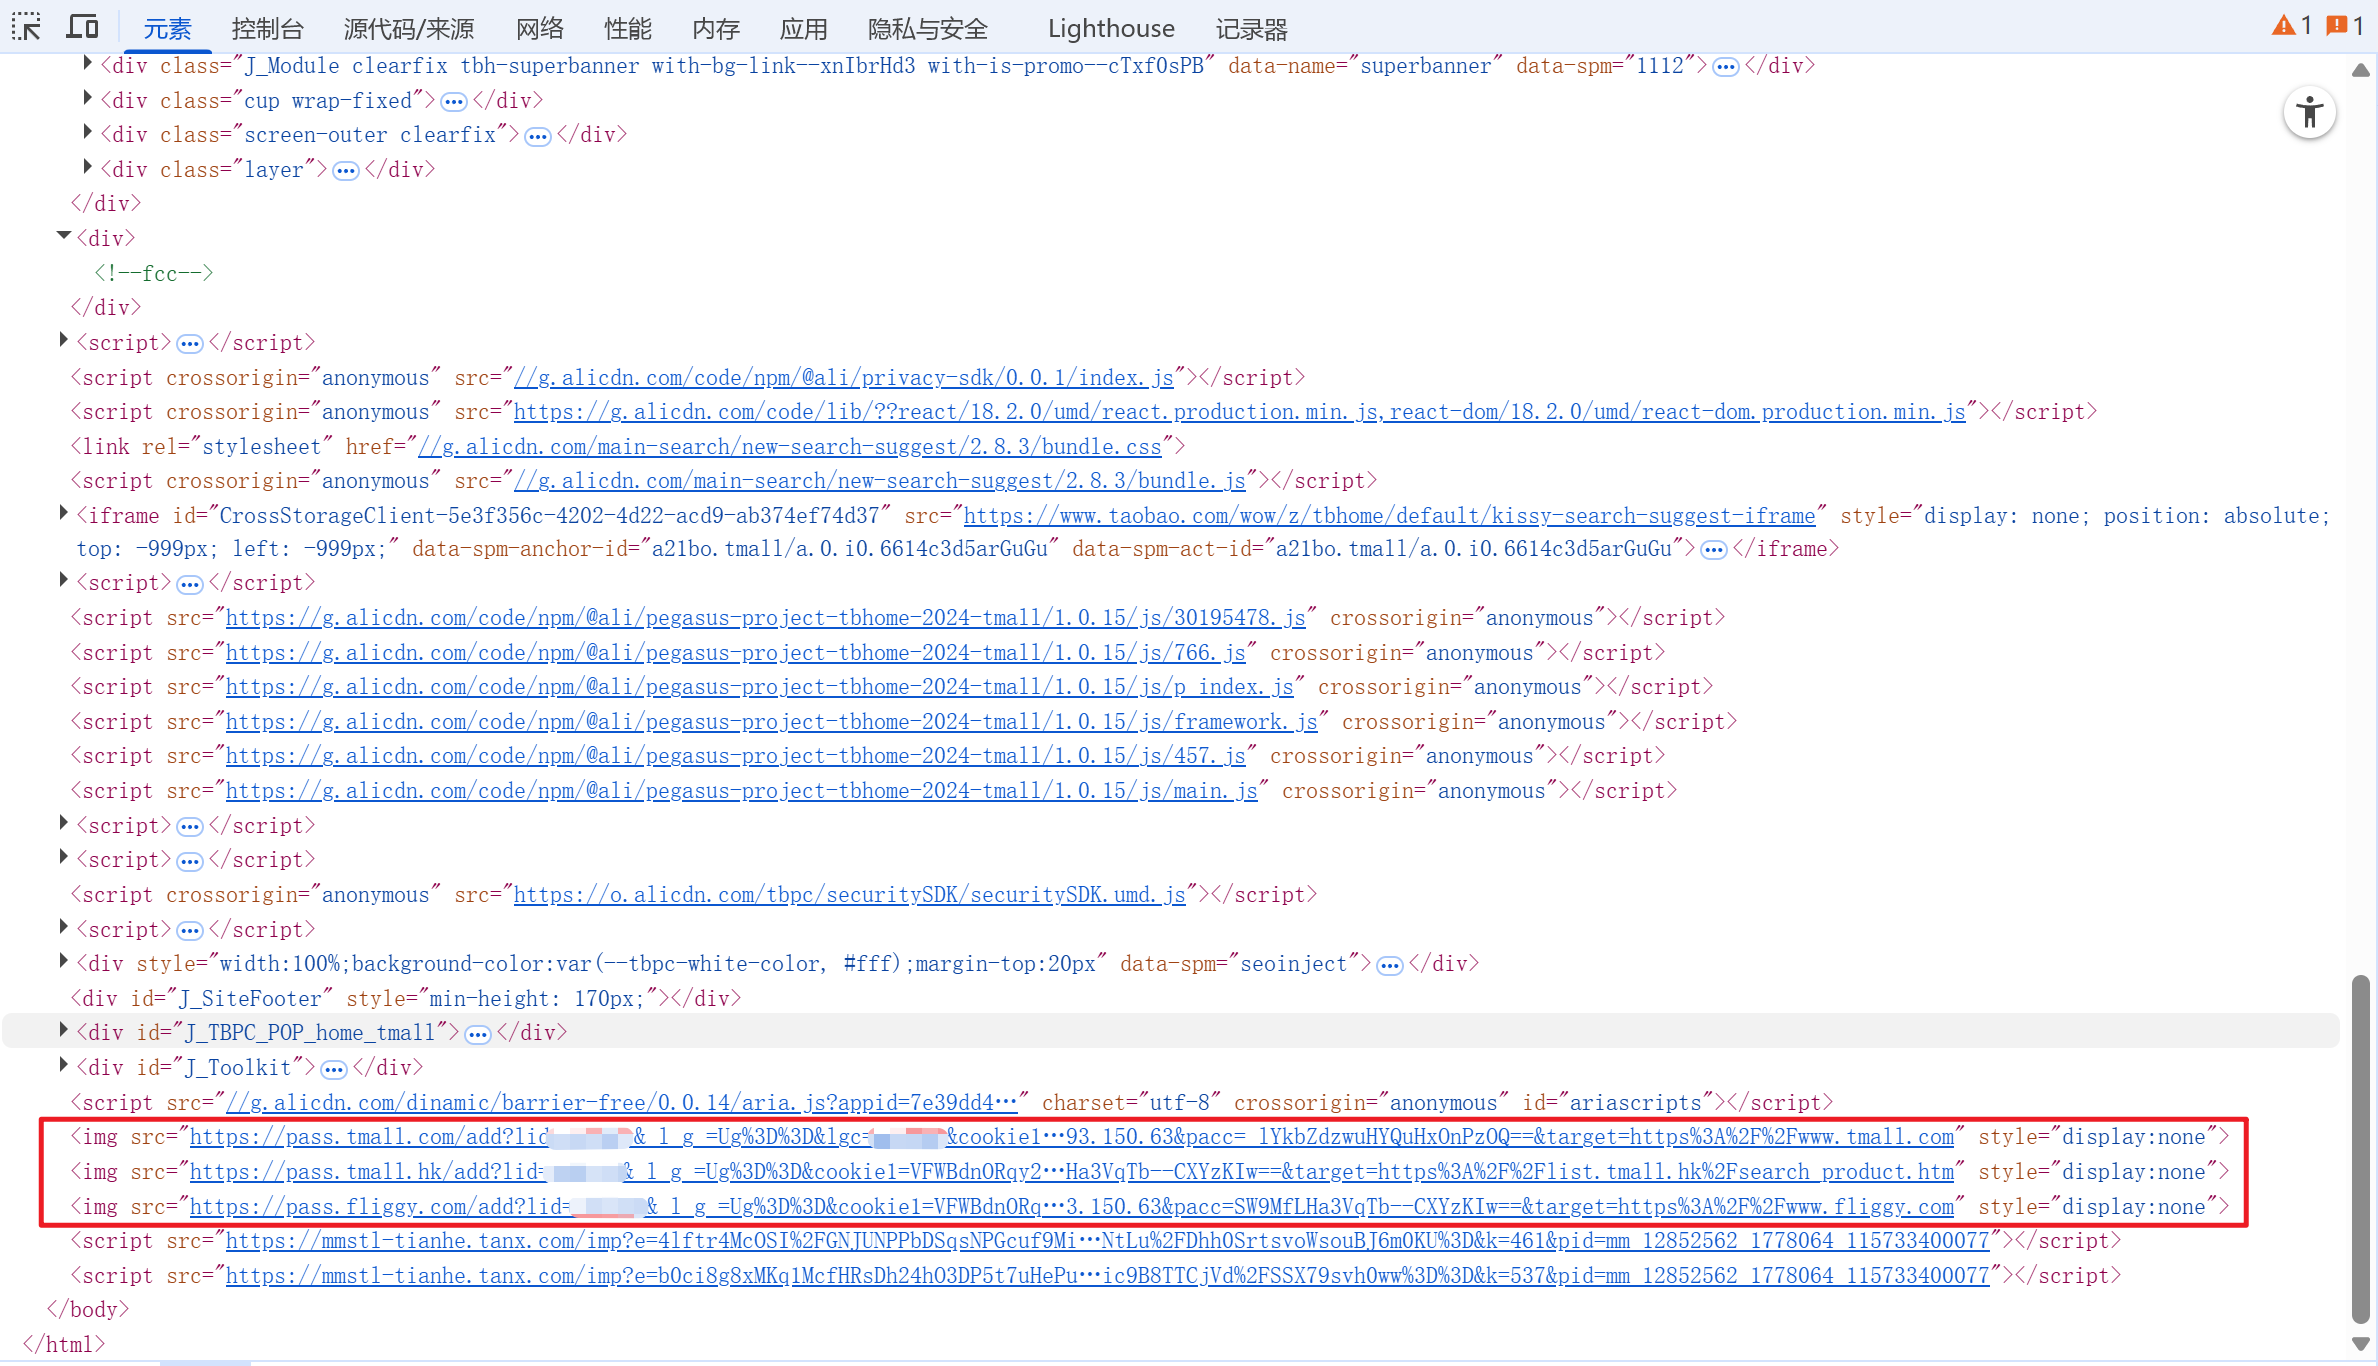 元素 控制台 源代码/来源 网络 性能 内存 应用 隐私与安全 Lighthouse 记录器 1 1
<div class="J_Module clearfix tbh-superbanner with-bg-link--xnIbrHd3 with-is-promo--cTxf0sPB" data-name="superbanner" data-spm="1112">…</div>
<div class="cup wrap-fixed">…</div>
<div class="screen-outer clearfix">…</div>
<div class="layer">…</div>
</div>
<div>
<!--fcc-->
</div>
<script>…</script>
<script crossorigin="anonymous" src="//g.alicdn.com/code/npm/@ali/privacy-sdk/0.0.1/index.js"></script>
<script crossorigin="anonymous" src="https://g.alicdn.com/code/lib/??react/18.2.0/umd/react.production.min.js,react-dom/18.2.0/umd/react-dom.production.min.js"></script>
<link rel="stylesheet" href="//g.alicdn.com/main-search/new-search-suggest/2.8.3/bundle.css">
<script crossorigin="anonymous" src="//g.alicdn.com/main-search/new-search-suggest/2.8.3/bundle.js"></script>
<iframe id="CrossStorageClient-5e3f356c-4202-4d22-acd9-ab374ef74d37" src="https://www.taobao.com/wow/z/tbhome/default/kissy-search-suggest-iframe" style="display: none; position: absolute;
top: -999px; left: -999px;" data-spm-anchor-id="a21bo.tmall/a.0.i0.6614c3d5arGuGu" data-spm-act-id="a21bo.tmall/a.0.i0.6614c3d5arGuGu">…</iframe>
<script>…</script>
<script src="https://g.alicdn.com/code/npm/@ali/pegasus-project-tbhome-2024-tmall/1.0.15/js/30195478.js" crossorigin="anonymous"></script>
<script src="https://g.alicdn.com/code/npm/@ali/pegasus-project-tbhome-2024-tmall/1.0.15/js/766.js" crossorigin="anonymous"></script>
<script src="https://g.alicdn.com/code/npm/@ali/pegasus-project-tbhome-2024-tmall/1.0.15/js/p_index.js" crossorigin="anonymous"></script>
<script src="https://g.alicdn.com/code/npm/@ali/pegasus-project-tbhome-2024-tmall/1.0.15/js/framework.js" crossorigin="anonymous"></script>
<script src="https://g.alicdn.com/code/npm/@ali/pegasus-project-tbhome-2024-tmall/1.0.15/js/457.js" crossorigin="anonymous"></script>
<script src="https://g.alicdn.com/code/npm/@ali/pegasus-project-tbhome-2024-tmall/1.0.15/js/main.js" crossorigin="anonymous"></script>
<script>…</script>
<script>…</script>
<script crossorigin="anonymous" src="https://o.alicdn.com/tbpc/securitySDK/securitySDK.umd.js"></script>
<script>…</script>
<div style="width:100%;background-color:var(--tbpc-white-color, #fff);margin-top:20px" data-spm="seoinject">…</div>
<div id="J_SiteFooter" style="min-height: 170px;"></div>
<div id="J_TBPC_POP_home_tmall">…</div>
<div id="J_Toolkit">…</div>
<script src="//g.alicdn.com/dinamic/barrier-free/0.0.14/aria.js?appid=7e39dd4…" charset="utf-8" crossorigin="anonymous" id="ariascripts"></script>
<img src="https://pass.tmall.com/add?lid &_l_g_=Ug%3D%3D&lgc= &cookie1…93.150.63&pacc=_lYkbZdzwuHYQuHxOnPzOQ==&target=https%3A%2F%2Fwww.tmall.com" style="display:none">
<img src="https://pass.tmall.hk/add?lid= &_l_g_=Ug%3D%3D&cookie1=VFWBdnORqy2…Ha3VqTb--CXYzKIw==&target=https%3A%2F%2Flist.tmall.hk%2Fsearch_product.htm" style="display:none">
<img src="https://pass.fliggy.com/add?lid= &_l_g_=Ug%3D%3D&cookie1=VFWBdnORq…3.150.63&pacc=SW9MfLHa3VqTb--CXYzKIw==&target=https%3A%2F%2Fwww.fliggy.com" style="display:none">
<script src="https://mmstl-tianhe.tanx.com/imp?e=4lftr4McOSI%2FGNJUNPPbDSqsNPGcuf9Mi…NtLu%2FDhh0SrtsvoWsouBJ6m0KU%3D&k=461&pid=mm_12852562_1778064_115733400077"></script>
<script src="https://mmstl-tianhe.tanx.com/imp?e=b0ci8g8xMKq1McfHRsDh24hO3DP5t7uHePu…ic9B8TTCjVd%2FSSX79svh0ww%3D%3D&k=537&pid=mm_12852562_1778064_115733400077"></script>
</body>
</html>